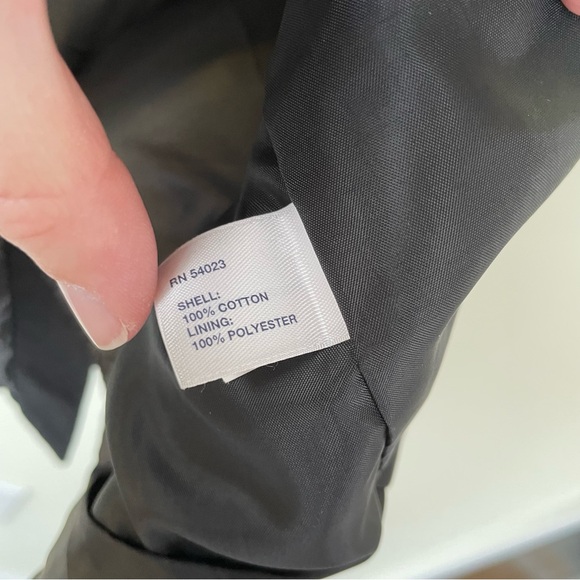 RN 54023
SHELL:
100% COTTON
LINING:
100% POLYESTER